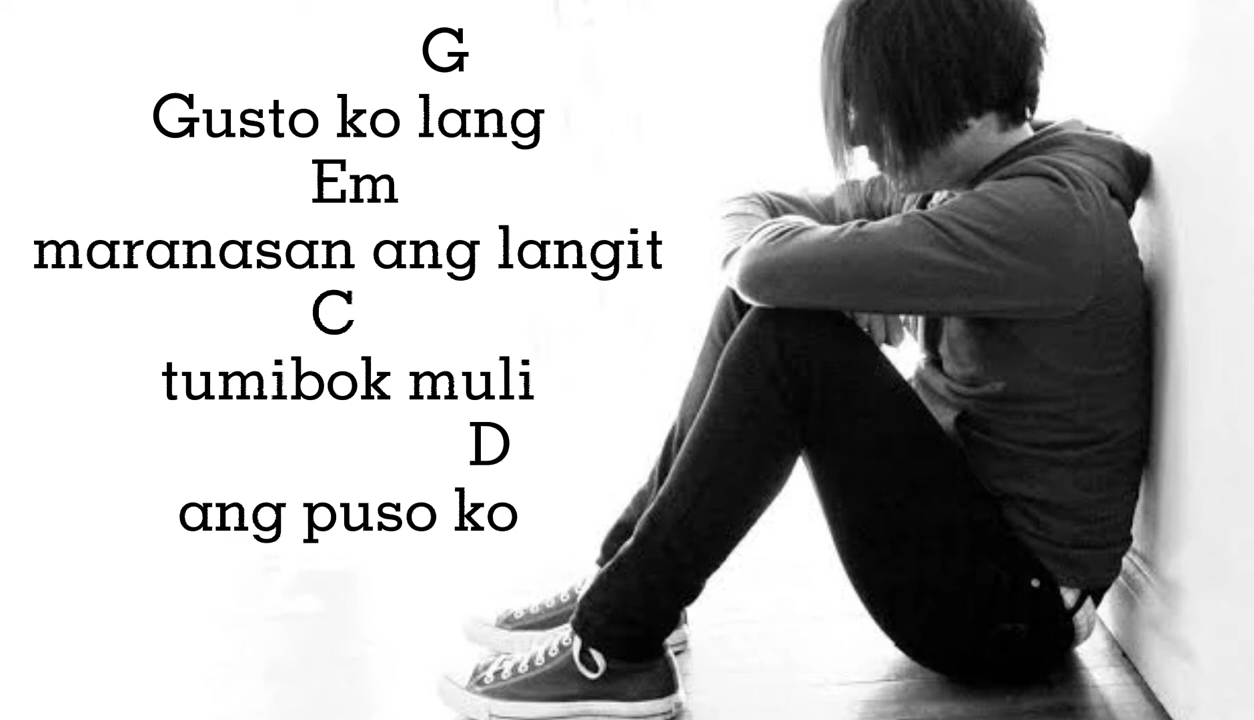 G
Gusto ko lang
Em
maranasan ang langit
C
tumibok muli
D
ang puso ko